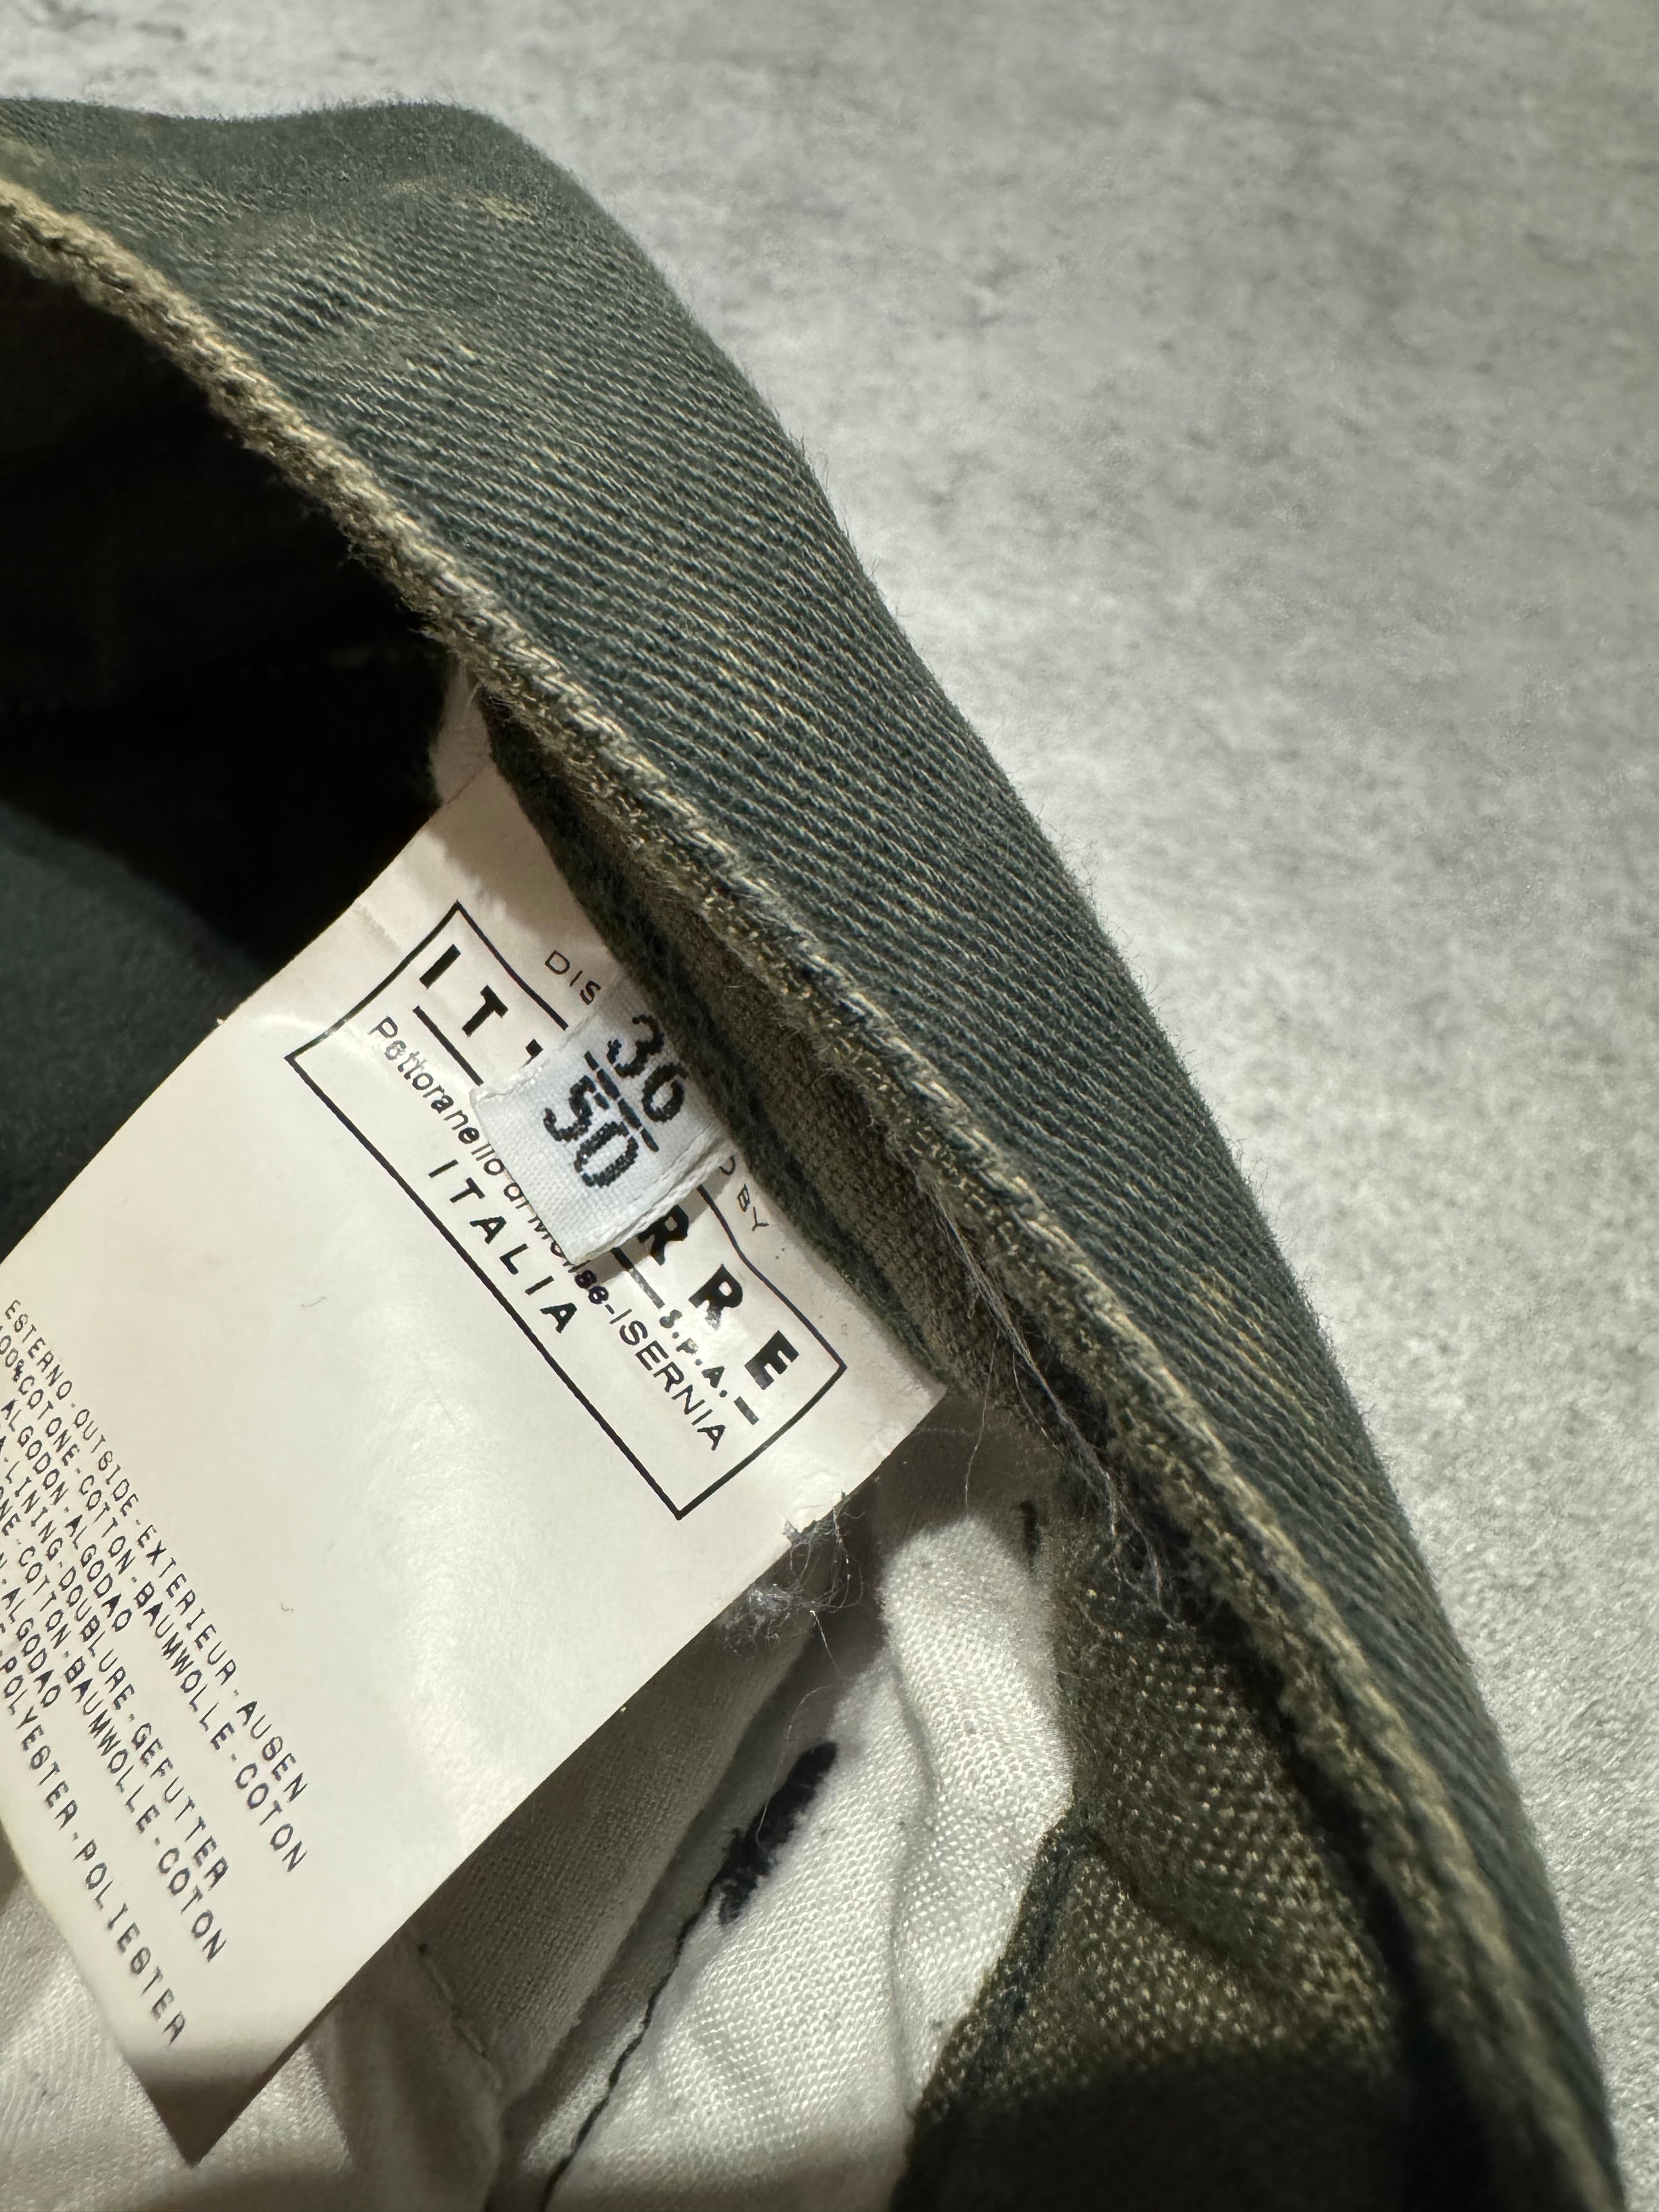 DIS BY
IT RRE
S.P.A.-
Pettoranello di Molise-ISERNIA
ITALIA
36
50
ESTERNO-OUTSIDE-EXTERIEUR-AUSEN
COTONE-COTTON-BAUMWOLLE-COTON
ALGODON-ALGODAO
LINING-DOUBLURE-GEFUTTER
COTTON-BAUMWOLLE-COTON
ALGODAO
POLYESTER-POLIESTER